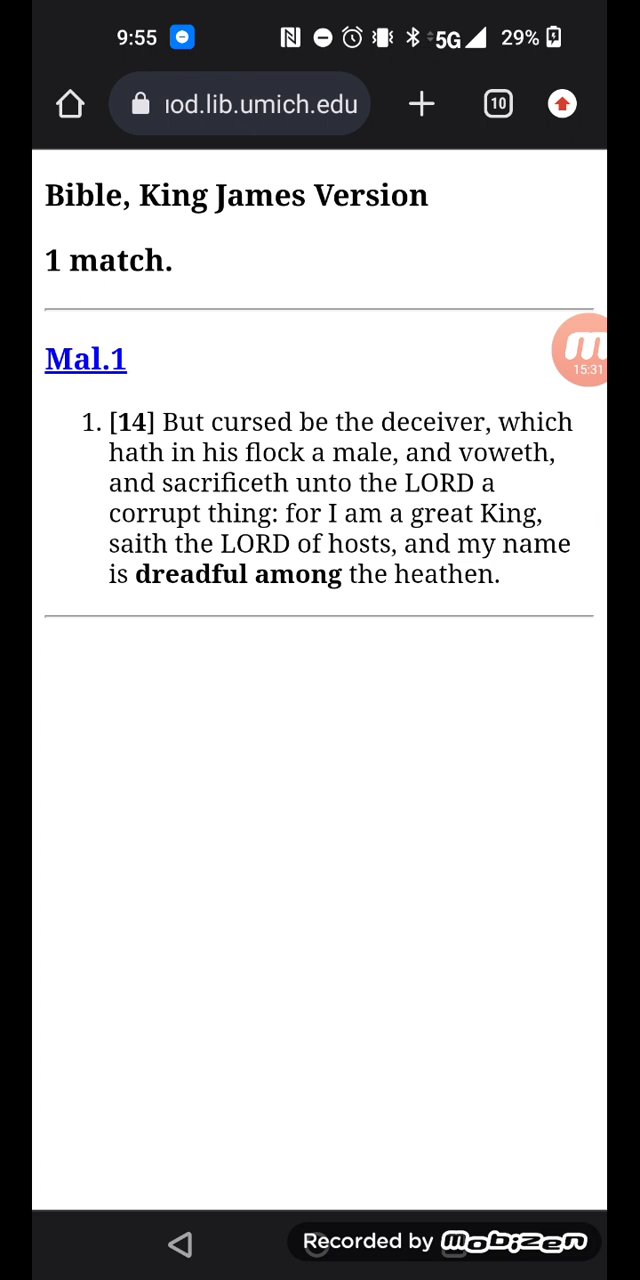 9:55 5G 29%
iod.lib.umich.edu 10
Bible, King James Version
1 match.
Mal.1
15:31
1. [14] But cursed be the deceiver, which
hath in his flock a male, and voweth,
and sacrificeth unto the LORD a
corrupt thing: for I am a great King,
saith the LORD of hosts, and my name
is dreadful among the heathen.
Recorded by mobizen